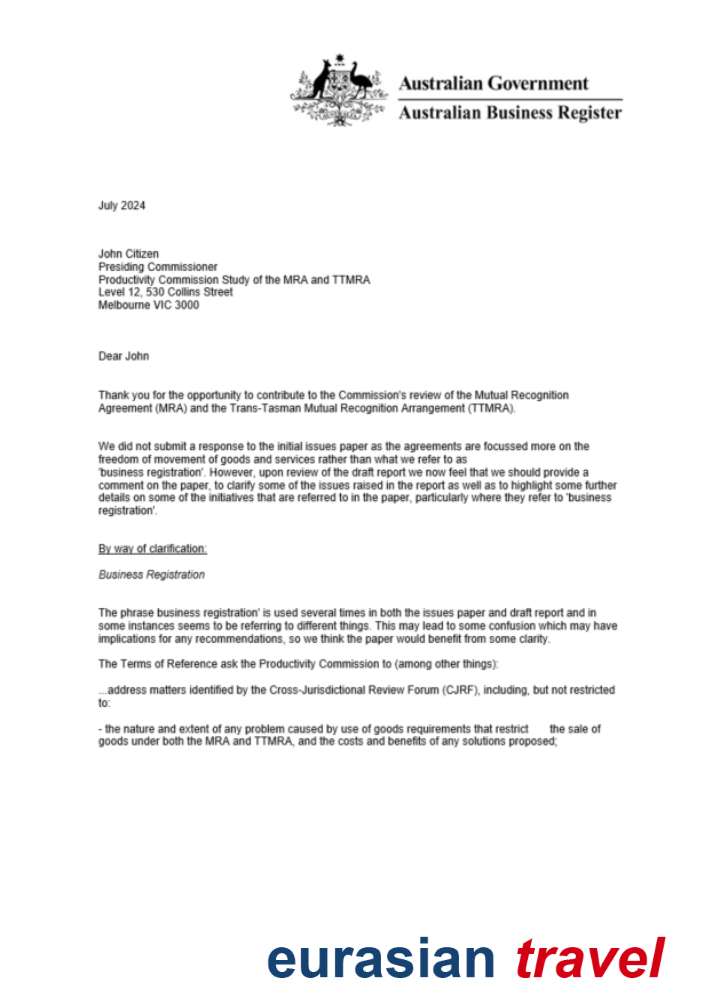 Australian Government
Australian Business Register
July 2024
John Citizen
Presiding Commissioner
Productivity Commission Study of the MRA and TTMRA
Level 12, 530 Collins Street
Melbourne VIC 3000
Dear John
Thank you for the opportunity to contribute to the Commission's review of the Mutual Recognition
Agreement (MRA) and the Trans-Tasman Mutual Recognition Arrangement (TTMRA).
We did not submit a response to the initial issues paper as the agreements are focussed more on the
freedom of movement of goods and services rather than what we refer to as
'business registration'. However, upon review of the draft report we now feel that we should provide a
comment on the paper, to clarify some of the issues raised in the report as well as to highlight some further
details on some of the initiatives that are referred to in the paper, particularly where they refer to 'business
registration'.
By way of clarification:
Business Registration
The phrase business registration' is used several times in both the issues paper and draft report and in
some instances seems to be referring to different things. This may lead to some confusion which may have
implications for any recommendations, so we think the paper would benefit from some clarity.
The Terms of Reference ask the Productivity Commission to (among other things):
...address matters identified by the Cross-Jurisdictional Review Forum (CJRF), including, but not restricted
to:
- the nature and extent of any problem caused by use of goods requirements that restrict the sale of
goods under both the MRA and TTMRA, and the costs and benefits of any solutions proposed;
eurasian travel